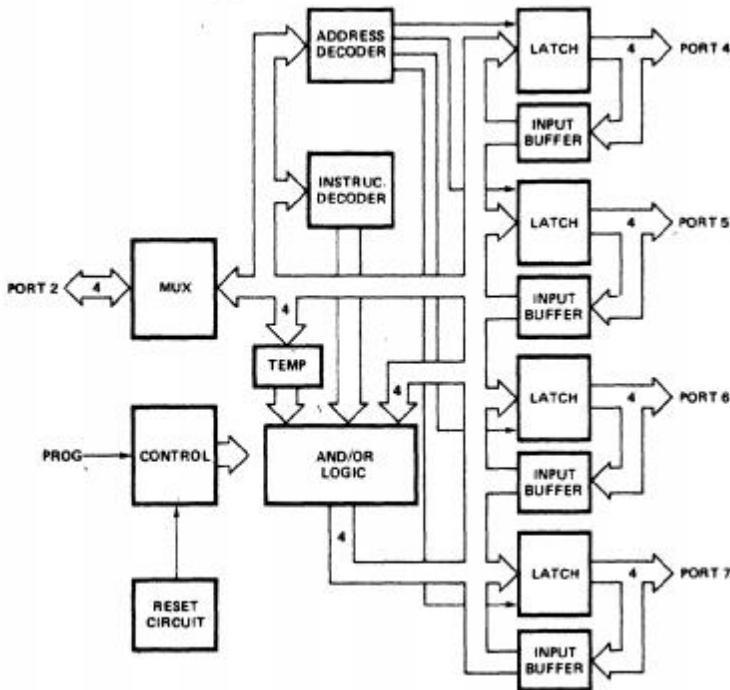 ADDRESS
DECODER
LATCH
4
PORT 4
INPUT
BUFFER
INSTRUC.
DECODER
LATCH
4
PORT 5
PORT 2
4
MUX
4
INPUT
BUFFER
TEMP
4
LATCH
4
PORT 6
PROG
CONTROL
AND/OR
LOGIC
INPUT
BUFFER
4
LATCH
4
PORT 7
RESET
CIRCUIT
INPUT
BUFFER